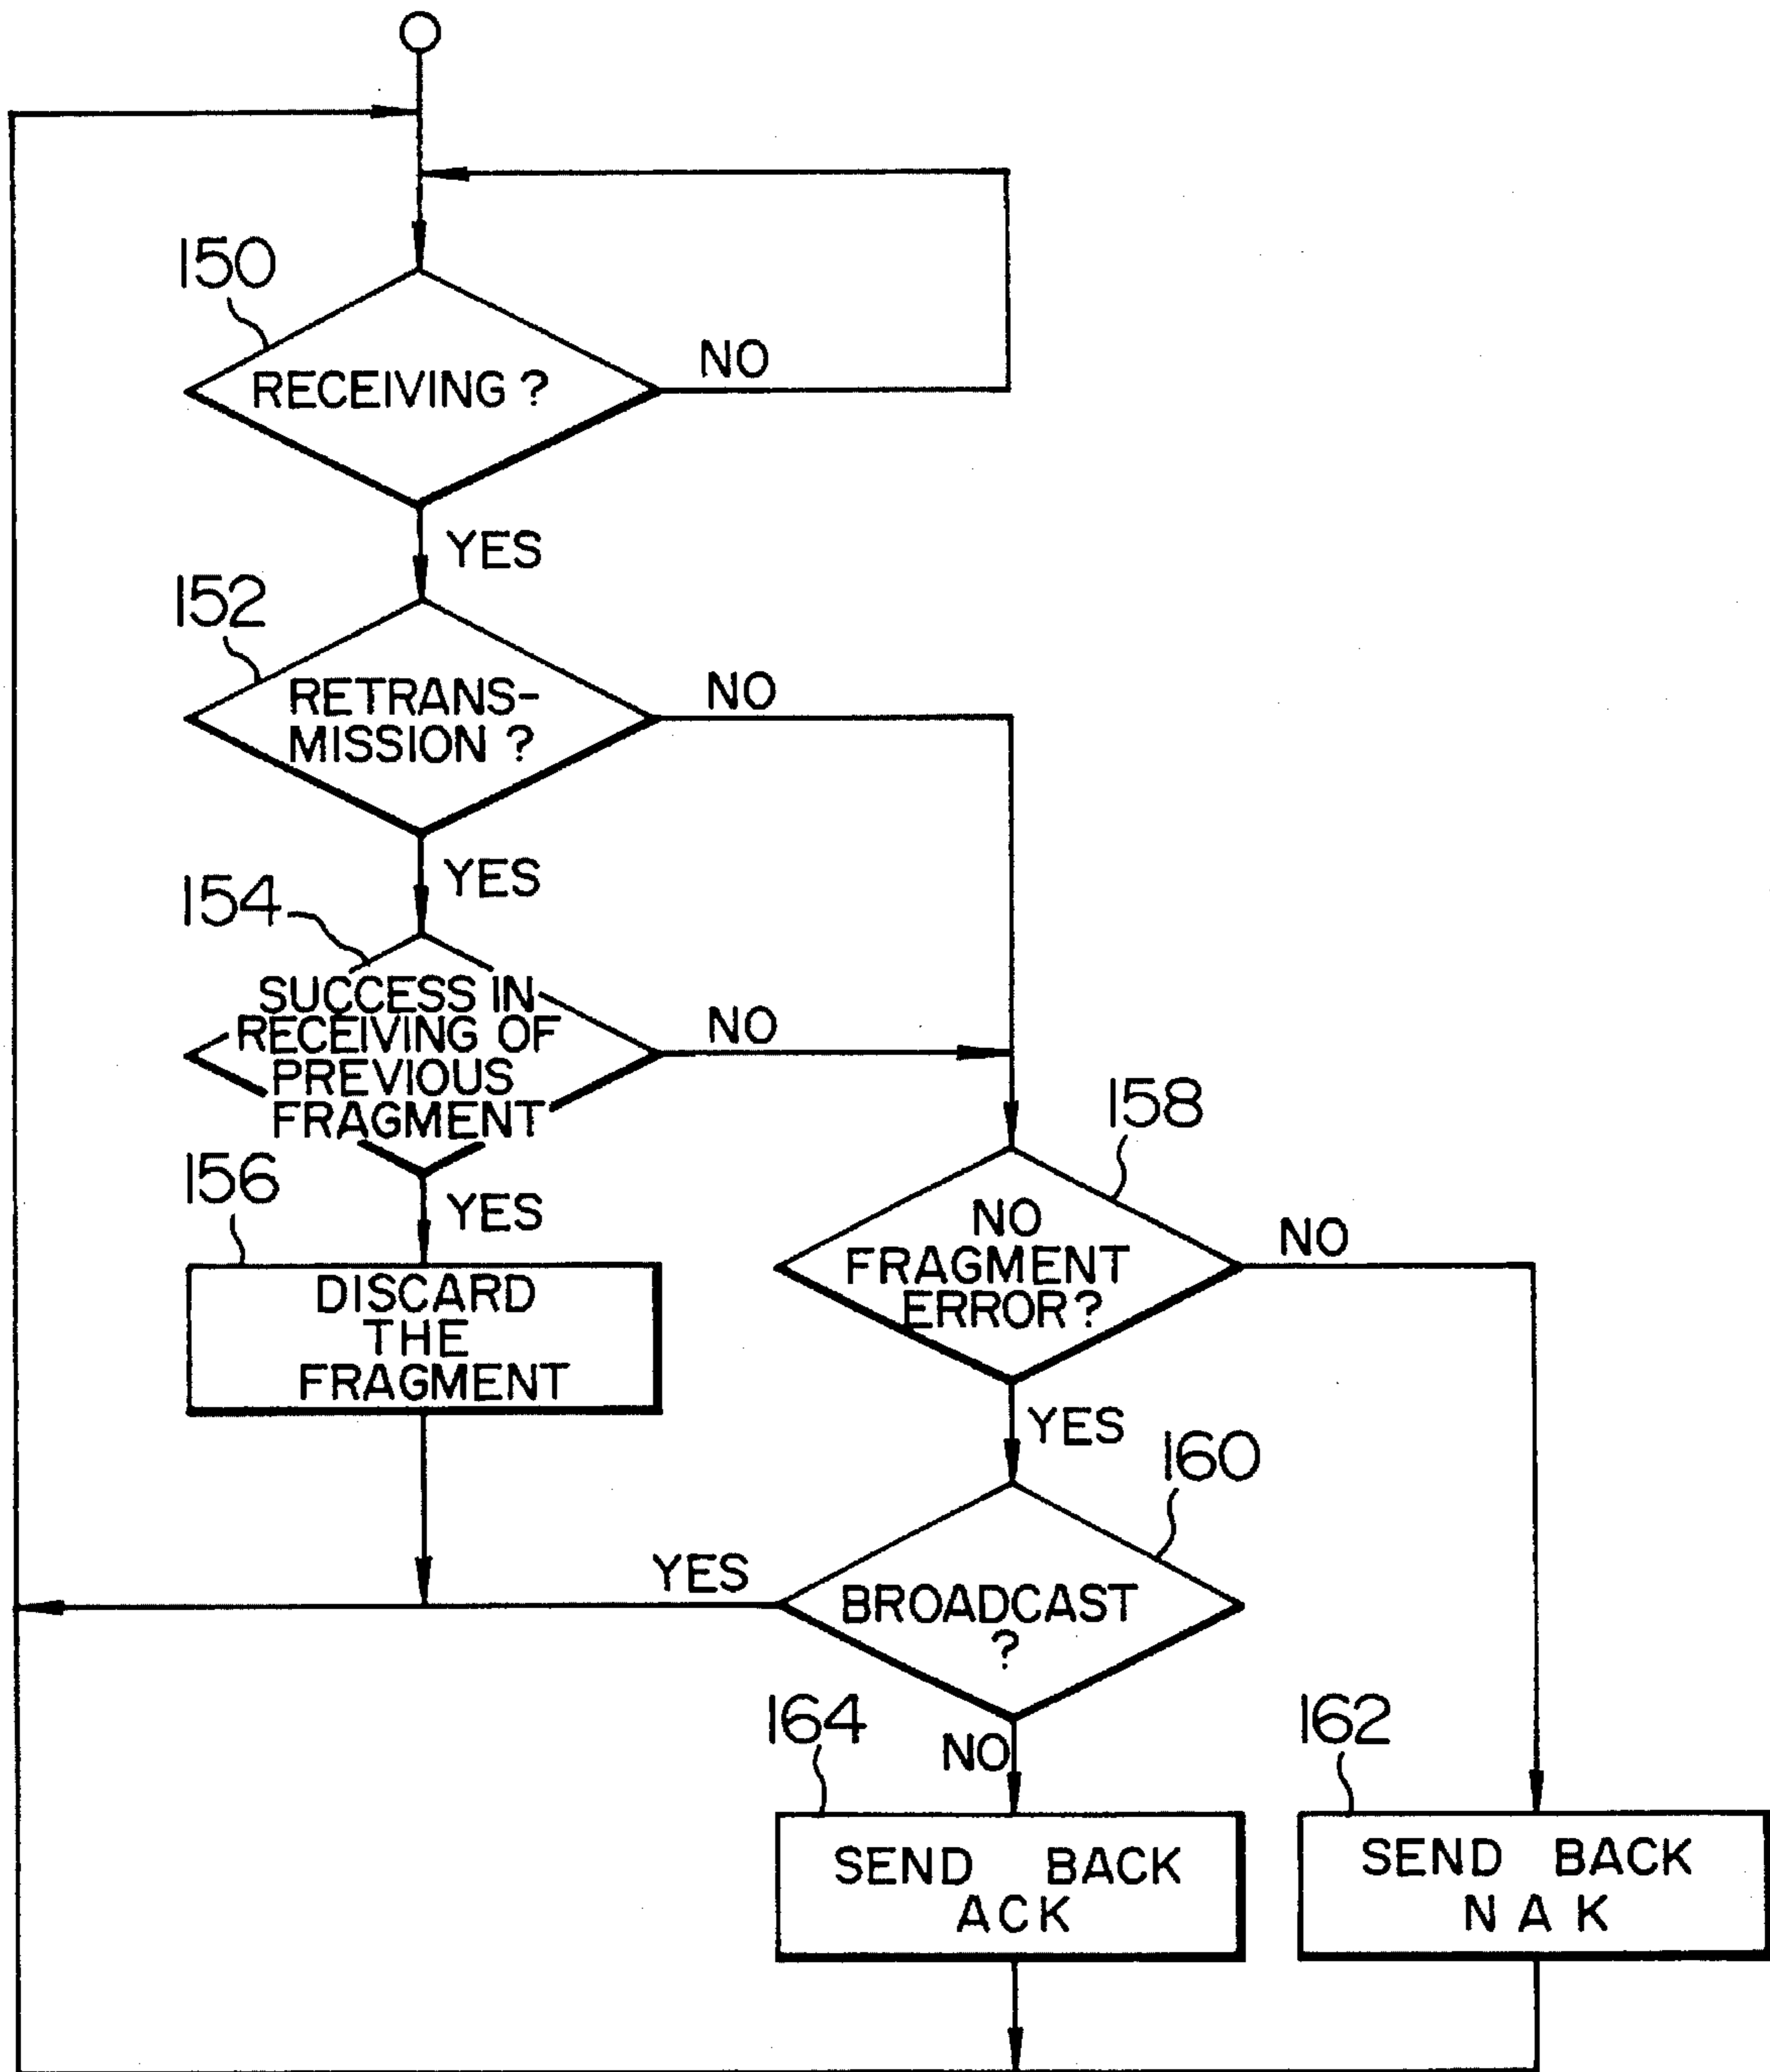 150
RECEIVING ?
NO
YES
152
RETRANS-
MISSION ?
NO
YES
154
SUCCESS IN
RECEIVING OF
PREVIOUS
FRAGMENT
NO
YES
156
DISCARD
THE
FRAGMENT
158
NO
FRAGMENT
ERROR?
NO
YES
160
BROADCAST
?
YES
NO
164
SEND BACK
ACK
162
SEND BACK
N A K